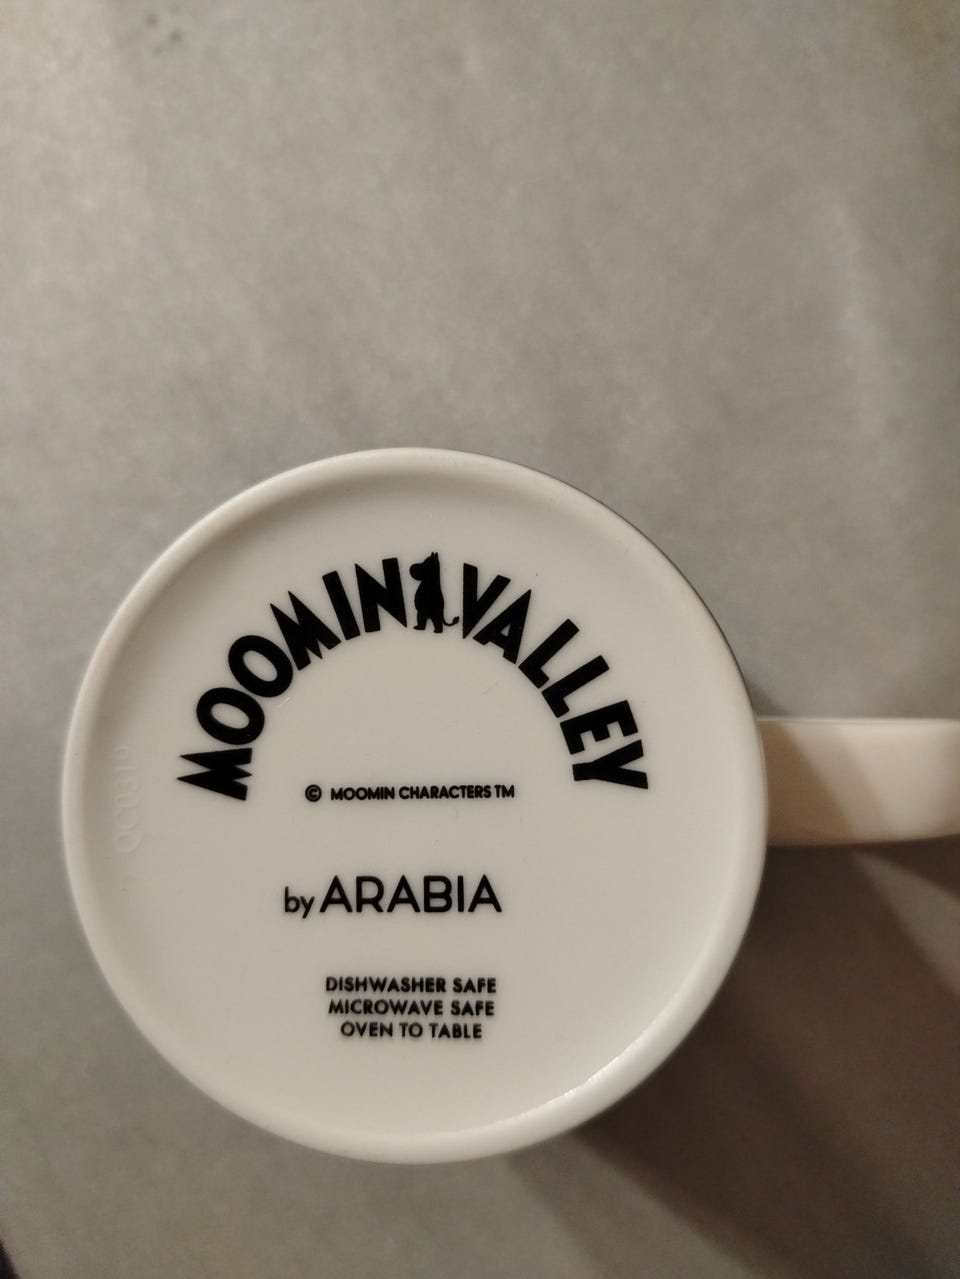 MOOMINVALLEY
© MOOMIN CHARACTERS TM
by ARABIA
DISHWASHER SAFE
MICROWAVE SAFE
OVEN TO TABLE